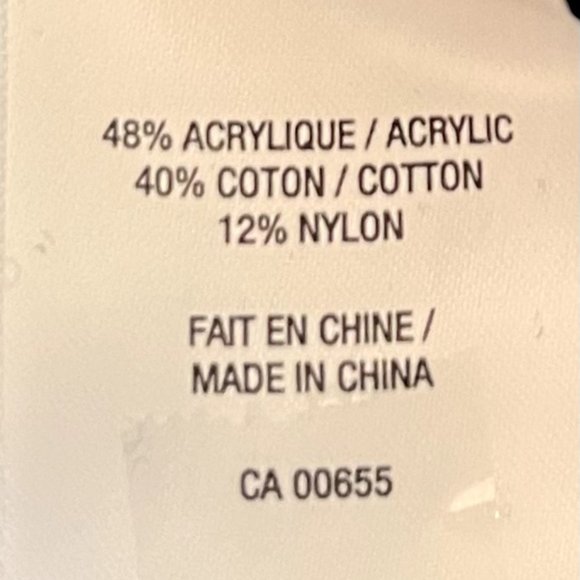 48% ACRYLIQUE / ACRYLIC
40% COTON / COTTON
12% NYLON
FAIT EN CHINE /
MADE IN CHINA
CA 00655